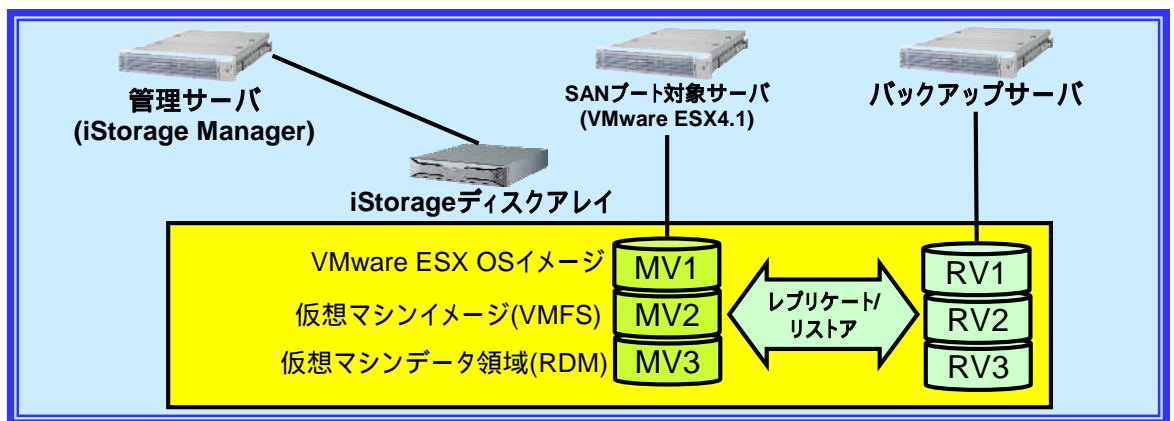 管理サーバ
(iStorage Manager)
SANブート対象サーバ
(VMware ESX4.1)
バックアップサーバ
iStorageディスクアレイ
VMware ESX OSイメージ
MV1
RV1
仮想マシンイメージ(VMFS)
MV2
レプリケート/
リストア
RV2
仮想マシンデータ領域(RDM)
MV3
RV3